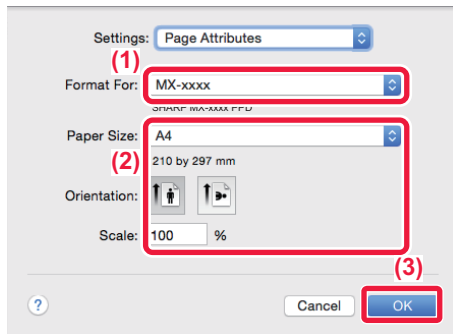 Settings: Page Attributes
(1)
Format For: MX-xxxx
SHARP MX-xxxx PPD
Paper Size: A4
(2) 210 by 297 mm
Orientation:
Scale: 100 %
(3)
? Cancel OK